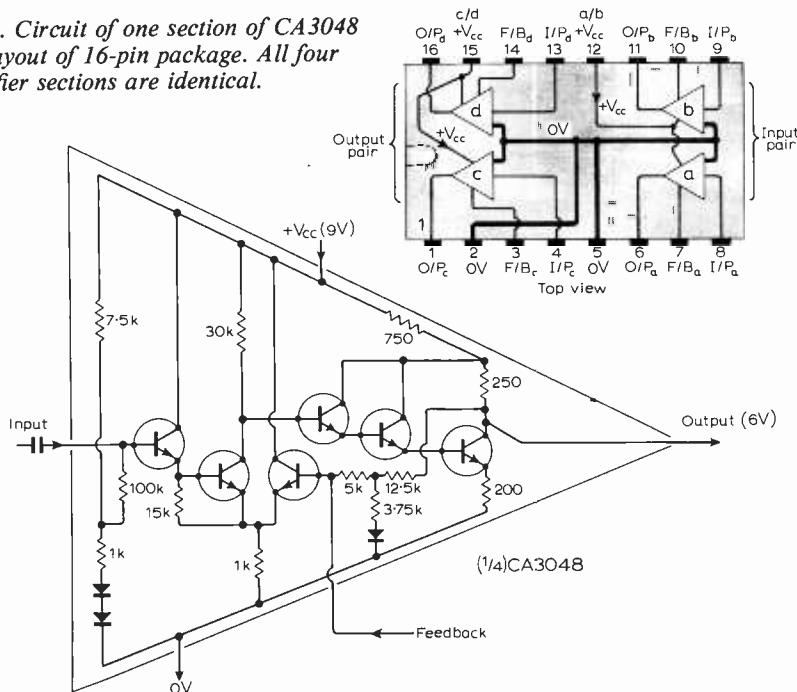 . Circuit of one section of CA3048
ayout of 16-pin package. All four
fier sections are identical.
c/d a/b
O/Pd +Vcc F/Bd I/Pd +Vcc O/Pb F/Bb I/Pb
16 15 14 13 12 11 10 9
d b
+Vcc +Vcc
0V
Output pair
Input pair
c a
1
1 2 3 4 5 6 7 8
O/Pc 0V F/Bc I/Pc 0V O/Pa F/Ba I/Pa
Top view
+Vcc (9V)
7·5k
30k
750
250
Input
Output (6V)
100k
15k
5k
12·5k
3·75k
200
1k
1k
(1/4)CA3048
Feedback
0V